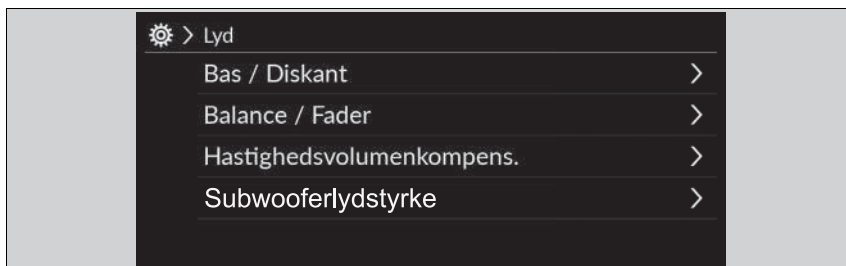 > Lyd
Bas / Diskant >
Balance / Fader >
Hastighedsvolumenkompens. >
Subwooferlydstyrke >